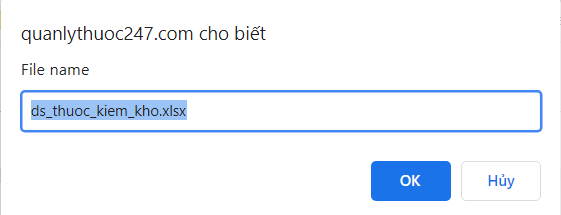 quanlythuoc247.com cho biết
File name
ds_thuoc_kiem_kho.xlsx
OK Hủy